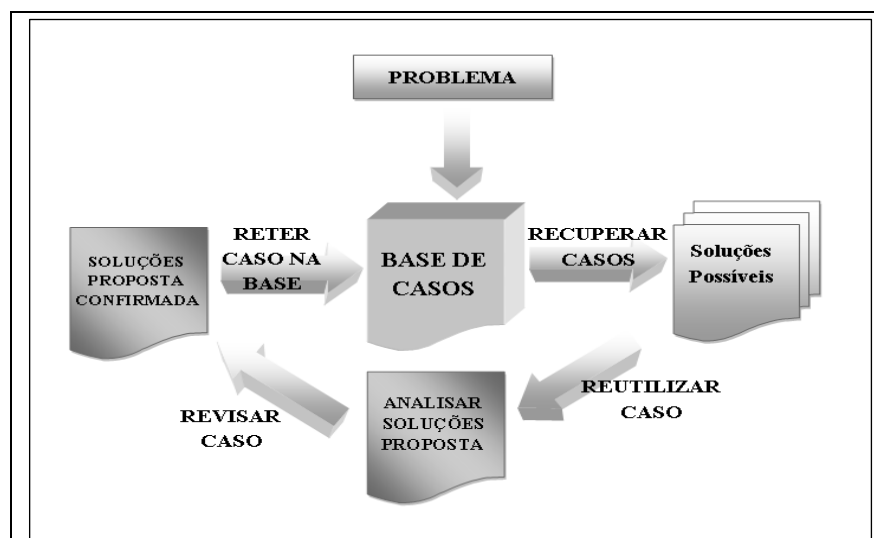 PROBLEMA
RETER
CASO NA
BASE
BASE DE
CASOS
RECUPERAR
CASOS
Soluções
Possíveis
SOLUÇÕES
PROPOSTA
CONFIRMADA
REVISAR
CASO
ANALISAR
SOLUÇÕES
PROPOSTA
REUTILIZAR
CASO